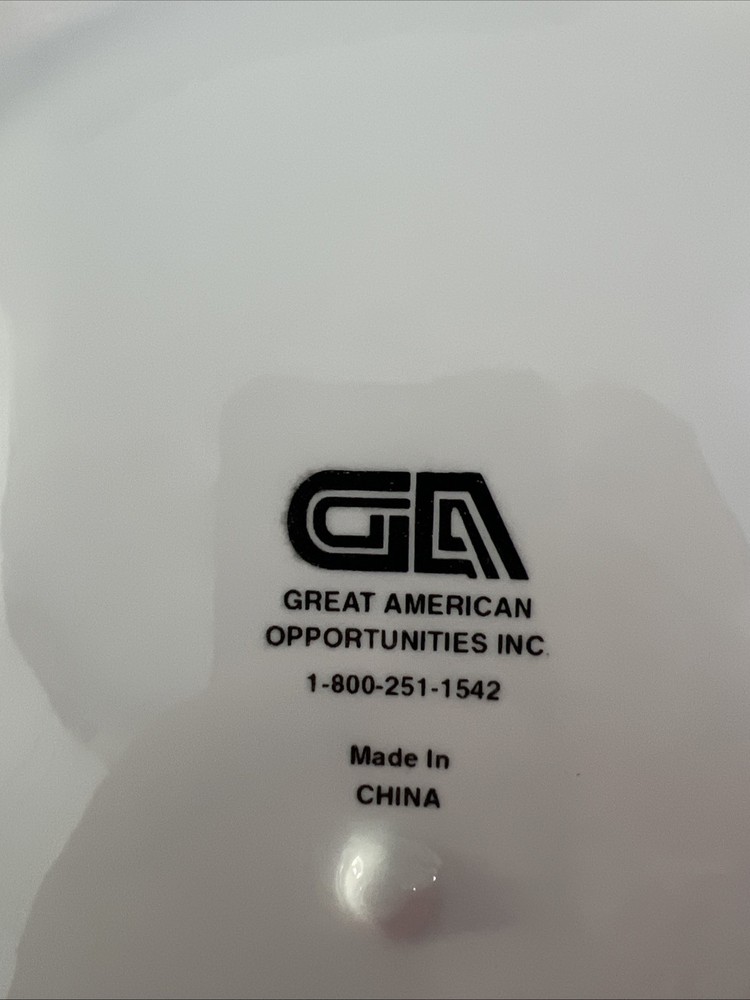 GA
GREAT AMERICAN
OPPORTUNITIES INC.
1-800-251-1542
Made In
CHINA